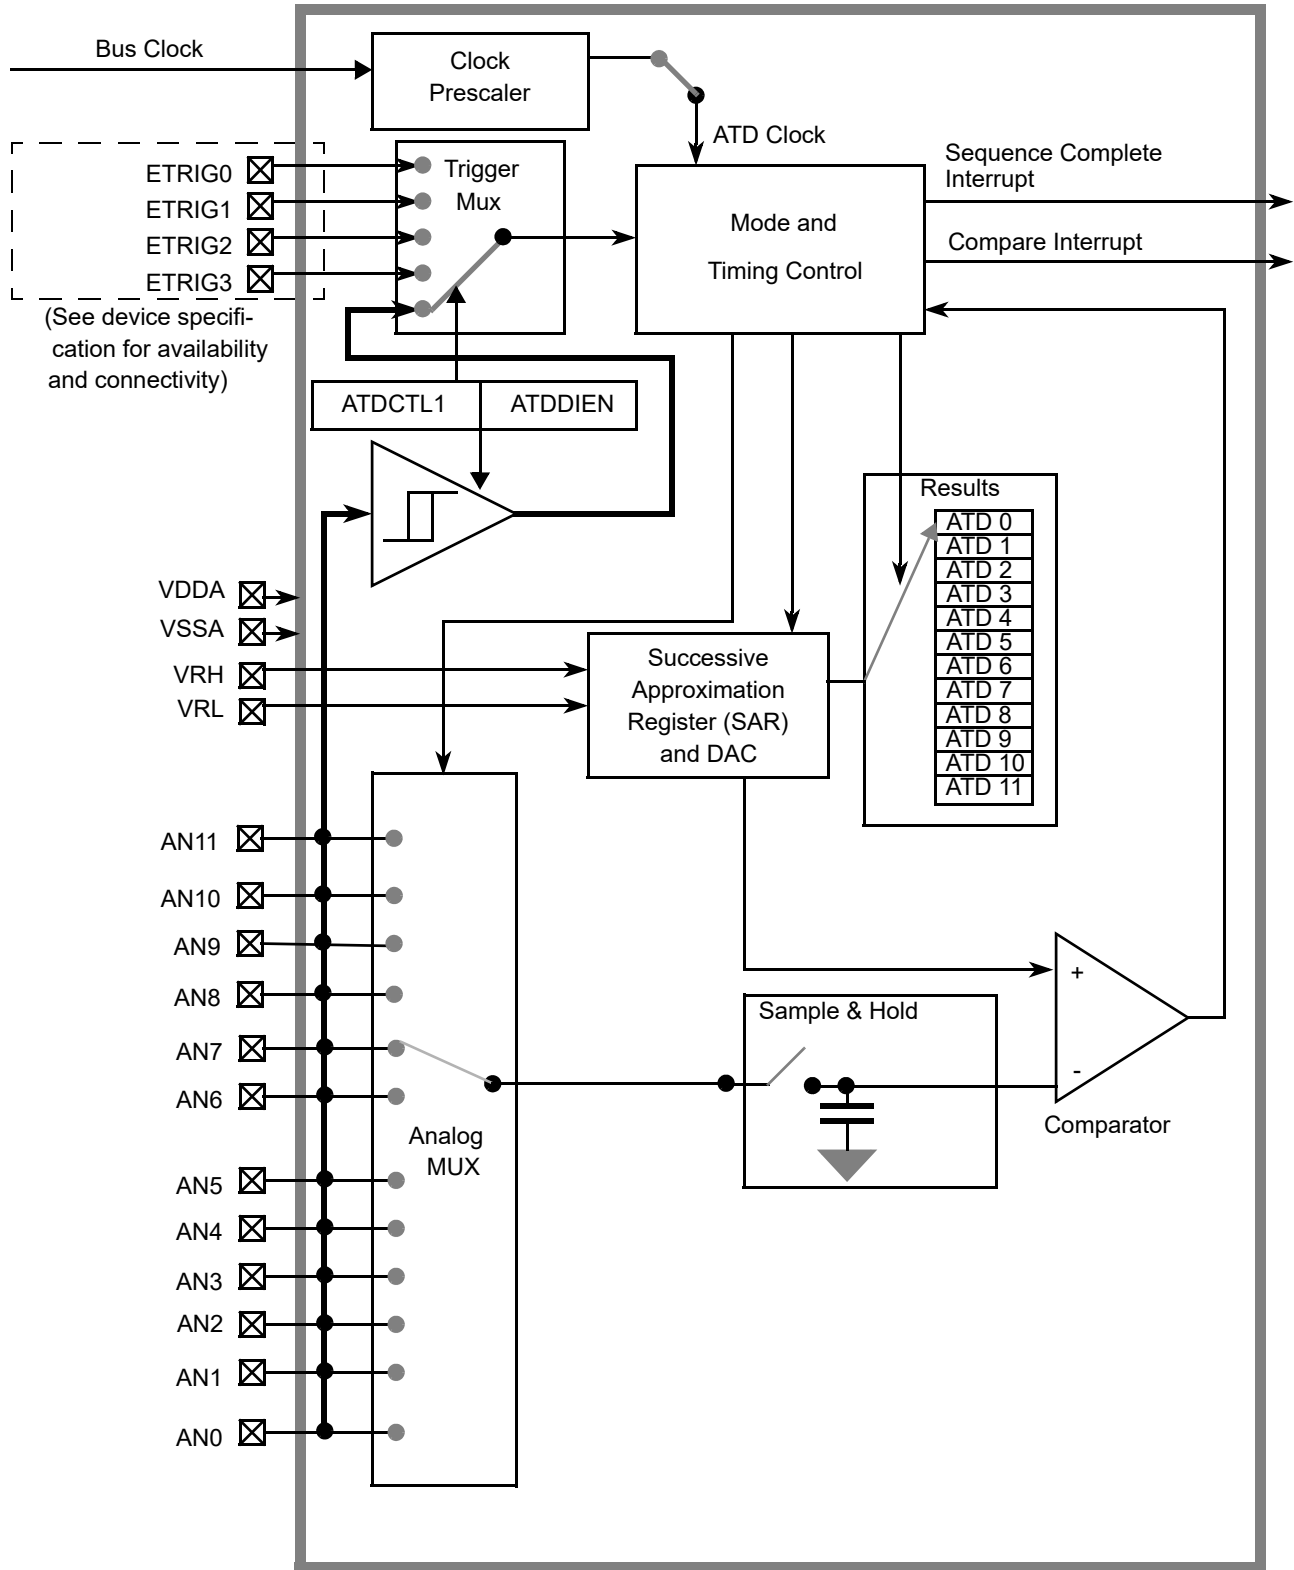 Bus Clock
Clock
Prescaler
ATD Clock
ETRIG0
ETRIG1
ETRIG2
ETRIG3
(See device specifi-
cation for availability
and connectivity)
Trigger
Mux
Mode and
Timing Control
Sequence Complete
Interrupt
Compare Interrupt
ATDCTL1
ATDDIEN
Results
ATD 0
ATD 1
ATD 2
ATD 3
ATD 4
ATD 5
ATD 6
ATD 7
ATD 8
ATD 9
ATD 10
ATD 11
VDDA
VSSA
VRH
VRL
Successive
Approximation
Register (SAR)
and DAC
AN11
AN10
AN9
AN8
AN7
AN6
AN5
AN4
AN3
AN2
AN1
AN0
Analog
MUX
Sample & Hold
+
-
Comparator